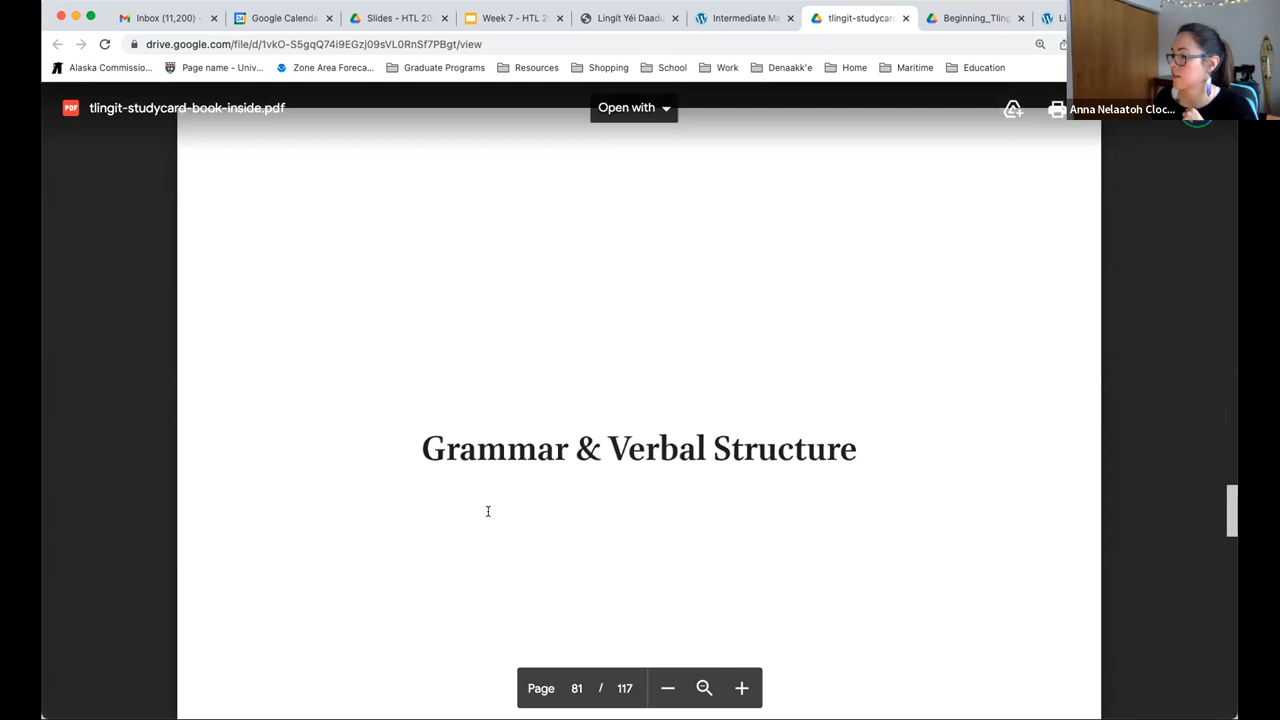 Inbox (11,200)
Google Calenda
Slides - HTL 20
Week 7 - HTL 2
Lingít Yéi Daadu
Intermediate Ma
tlingit-studycard
Beginning_Tling
Li
drive.google.com/file/d/1vkO-S5gqQ74i9EGzj09sVL0RnSf7PBgt/view
Alaska Commissio...
Page name - Univ...
Zone Area Foreca...
Graduate Programs
Resources
Shopping
School
Work
Denaakk'e
Home
Maritime
Education
PDF
tlingit-studycard-book-inside.pdf
Open with
Anna Nelaatoh Cloc...
Grammar & Verbal Structure
Page 81 / 117